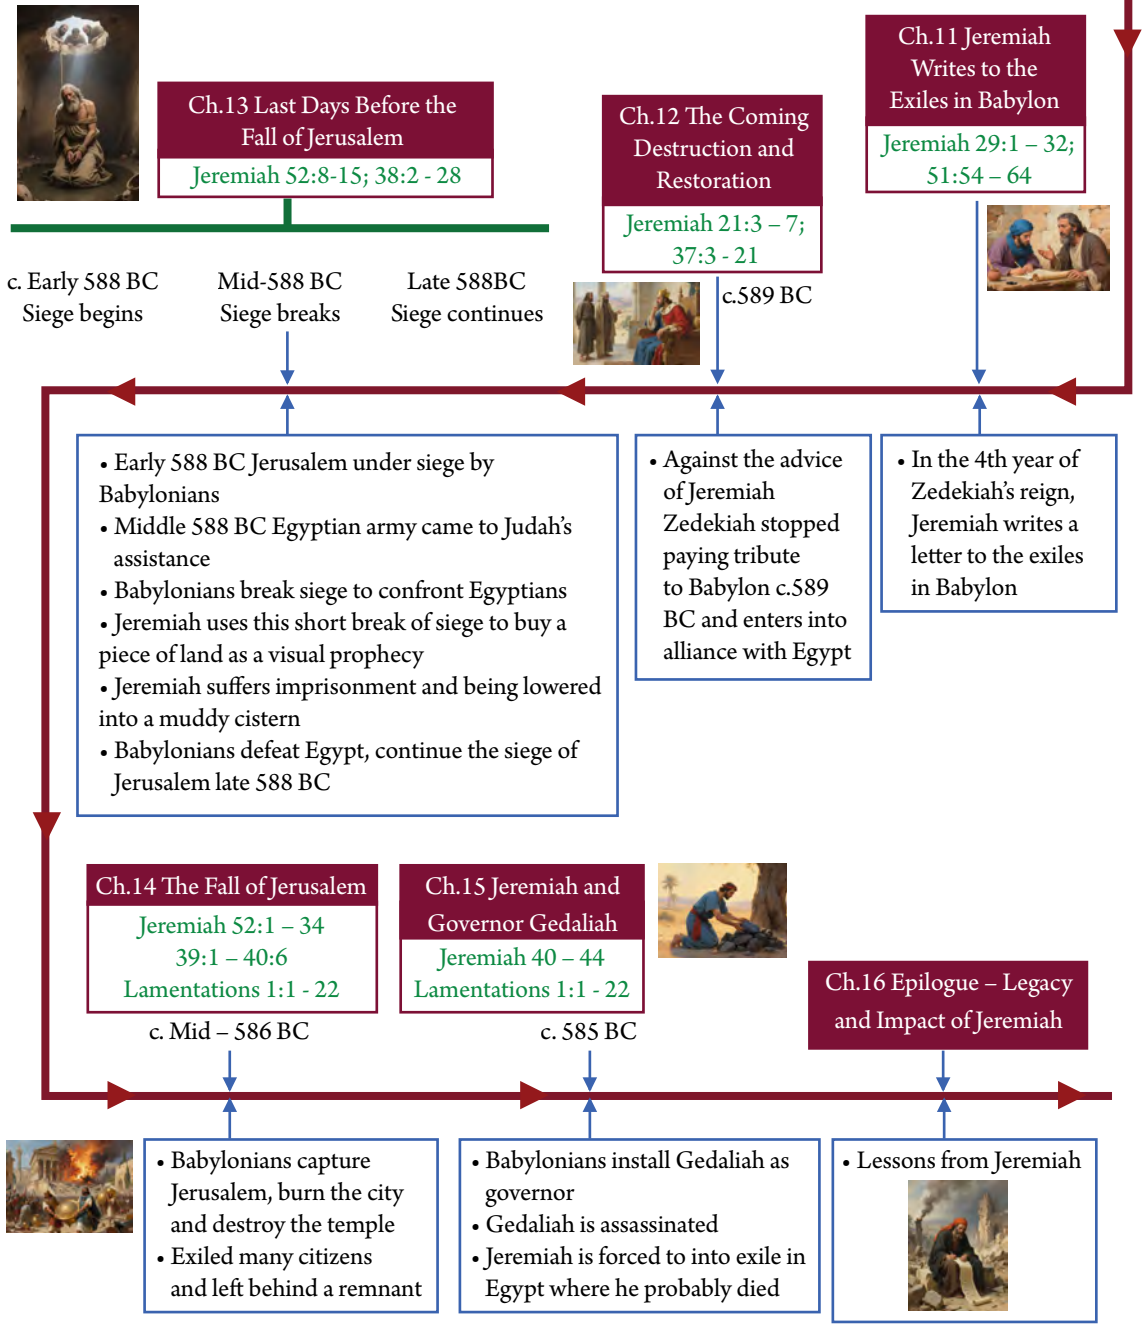 Ch.11 Jeremiah
Writes to the
Exiles in Babylon
Jeremiah 29:1 – 32;
51:54 – 64
Ch.12 The Coming
Destruction and
Restoration
Jeremiah 21:3 – 7;
37:3 - 21
c.589 BC
Ch.13 Last Days Before the
Fall of Jerusalem
Jeremiah 52:8-15; 38:2 - 28
c. Early 588 BC
Siege begins
Mid-588 BC
Siege breaks
Late 588BC
Siege continues
• In the 4th year of
Zedekiah’s reign,
Jeremiah writes a
letter to the exiles
in Babylon
• Against the advice
of Jeremiah
Zedekiah stopped
paying tribute
to Babylon c.589
BC and enters into
alliance with Egypt
• Early 588 BC Jerusalem under siege by
Babylonians
• Middle 588 BC Egyptian army came to Judah’s
assistance
• Babylonians break siege to confront Egyptians
• Jeremiah uses this short break of siege to buy a
piece of land as a visual prophecy
• Jeremiah suffers imprisonment and being lowered
into a muddy cistern
• Babylonians defeat Egypt, continue the siege of
Jerusalem late 588 BC
Ch.14 The Fall of Jerusalem
Jeremiah 52:1 – 34
39:1 – 40:6
Lamentations 1:1 - 22
c. Mid – 586 BC
Ch.15 Jeremiah and
Governor Gedaliah
Jeremiah 40 – 44
Lamentations 1:1 - 22
c. 585 BC
Ch.16 Epilogue – Legacy
and Impact of Jeremiah
• Babylonians capture
Jerusalem, burn the city
and destroy the temple
• Exiled many citizens
and left behind a remnant
• Babylonians install Gedaliah as
governor
• Gedaliah is assassinated
• Jeremiah is forced to into exile in
Egypt where he probably died
• Lessons from Jeremiah